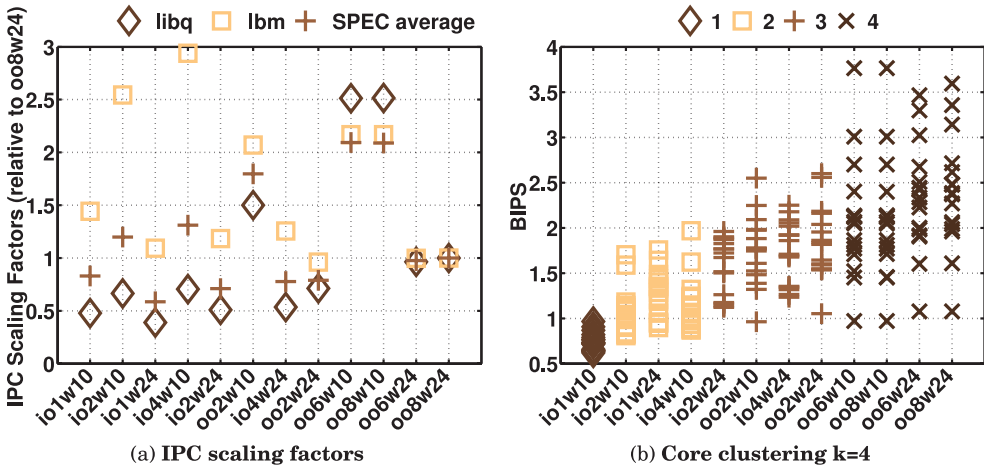 libq lbm SPEC average
IPC Scaling Factors (relative to oo8w24)
3
2.5
2
1.5
1
0.5
0
io1w10 io2w10 io1w24 io4w10 io2w24 oo2w10 io4w24 oo2w24 oo6w10 oo8w10 oo6w24 oo8w24
(a) IPC scaling factors
1 2 3 4
BIPS
4
3.5
3
2.5
2
1.5
1
0.5
io1w10 io2w10 io1w24 io4w10 io2w24 oo2w10 io4w24 oo2w24 oo6w10 oo8w10 oo6w24 oo8w24
(b) Core clustering k=4